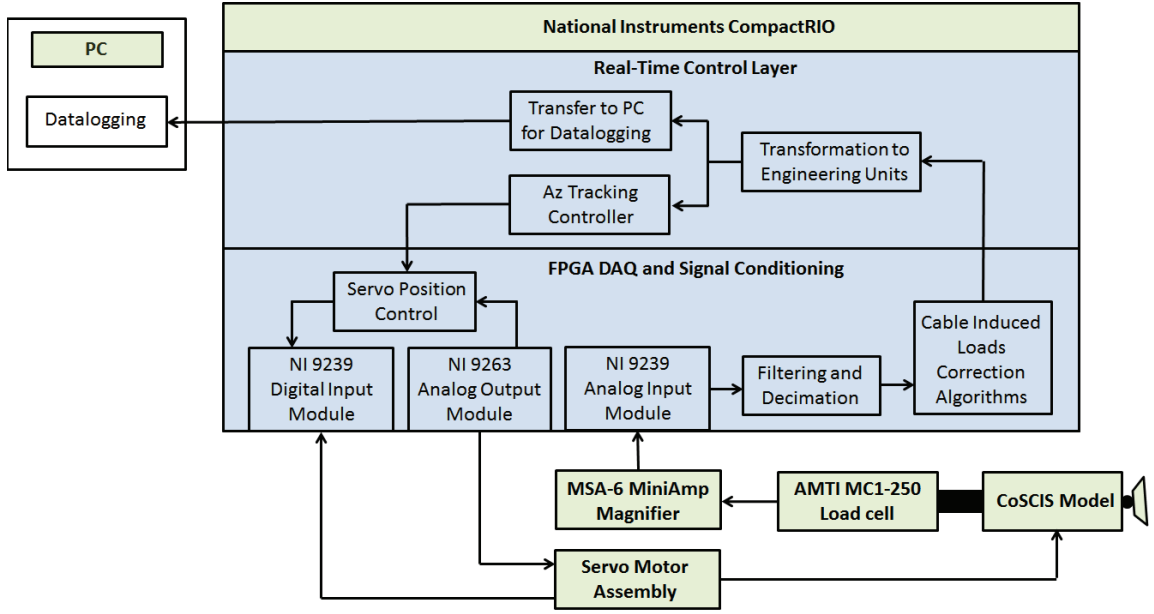 National Instruments CompactRIO
PC
Datalogging
Real-Time Control Layer
Transfer to PC
for Datalogging
Transformation to
Engineering Units
Az Tracking
Controller
FPGA DAQ and Signal Conditioning
Servo Position
Control
NI 9239
Digital Input
Module
NI 9263
Analog Output
Module
NI 9239
Analog Input
Module
Filtering and
Decimation
Cable Induced
Loads
Correction
Algorithms
MSA-6 MiniAmp
Magnifier
AMTI MC1-250
Load cell
CoSCIS Model
Servo Motor
Assembly